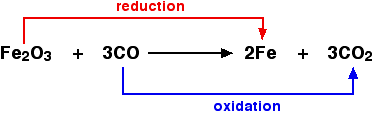 reduction
Fe₂O₃ + 3CO → 2Fe + 3CO₂
oxidation